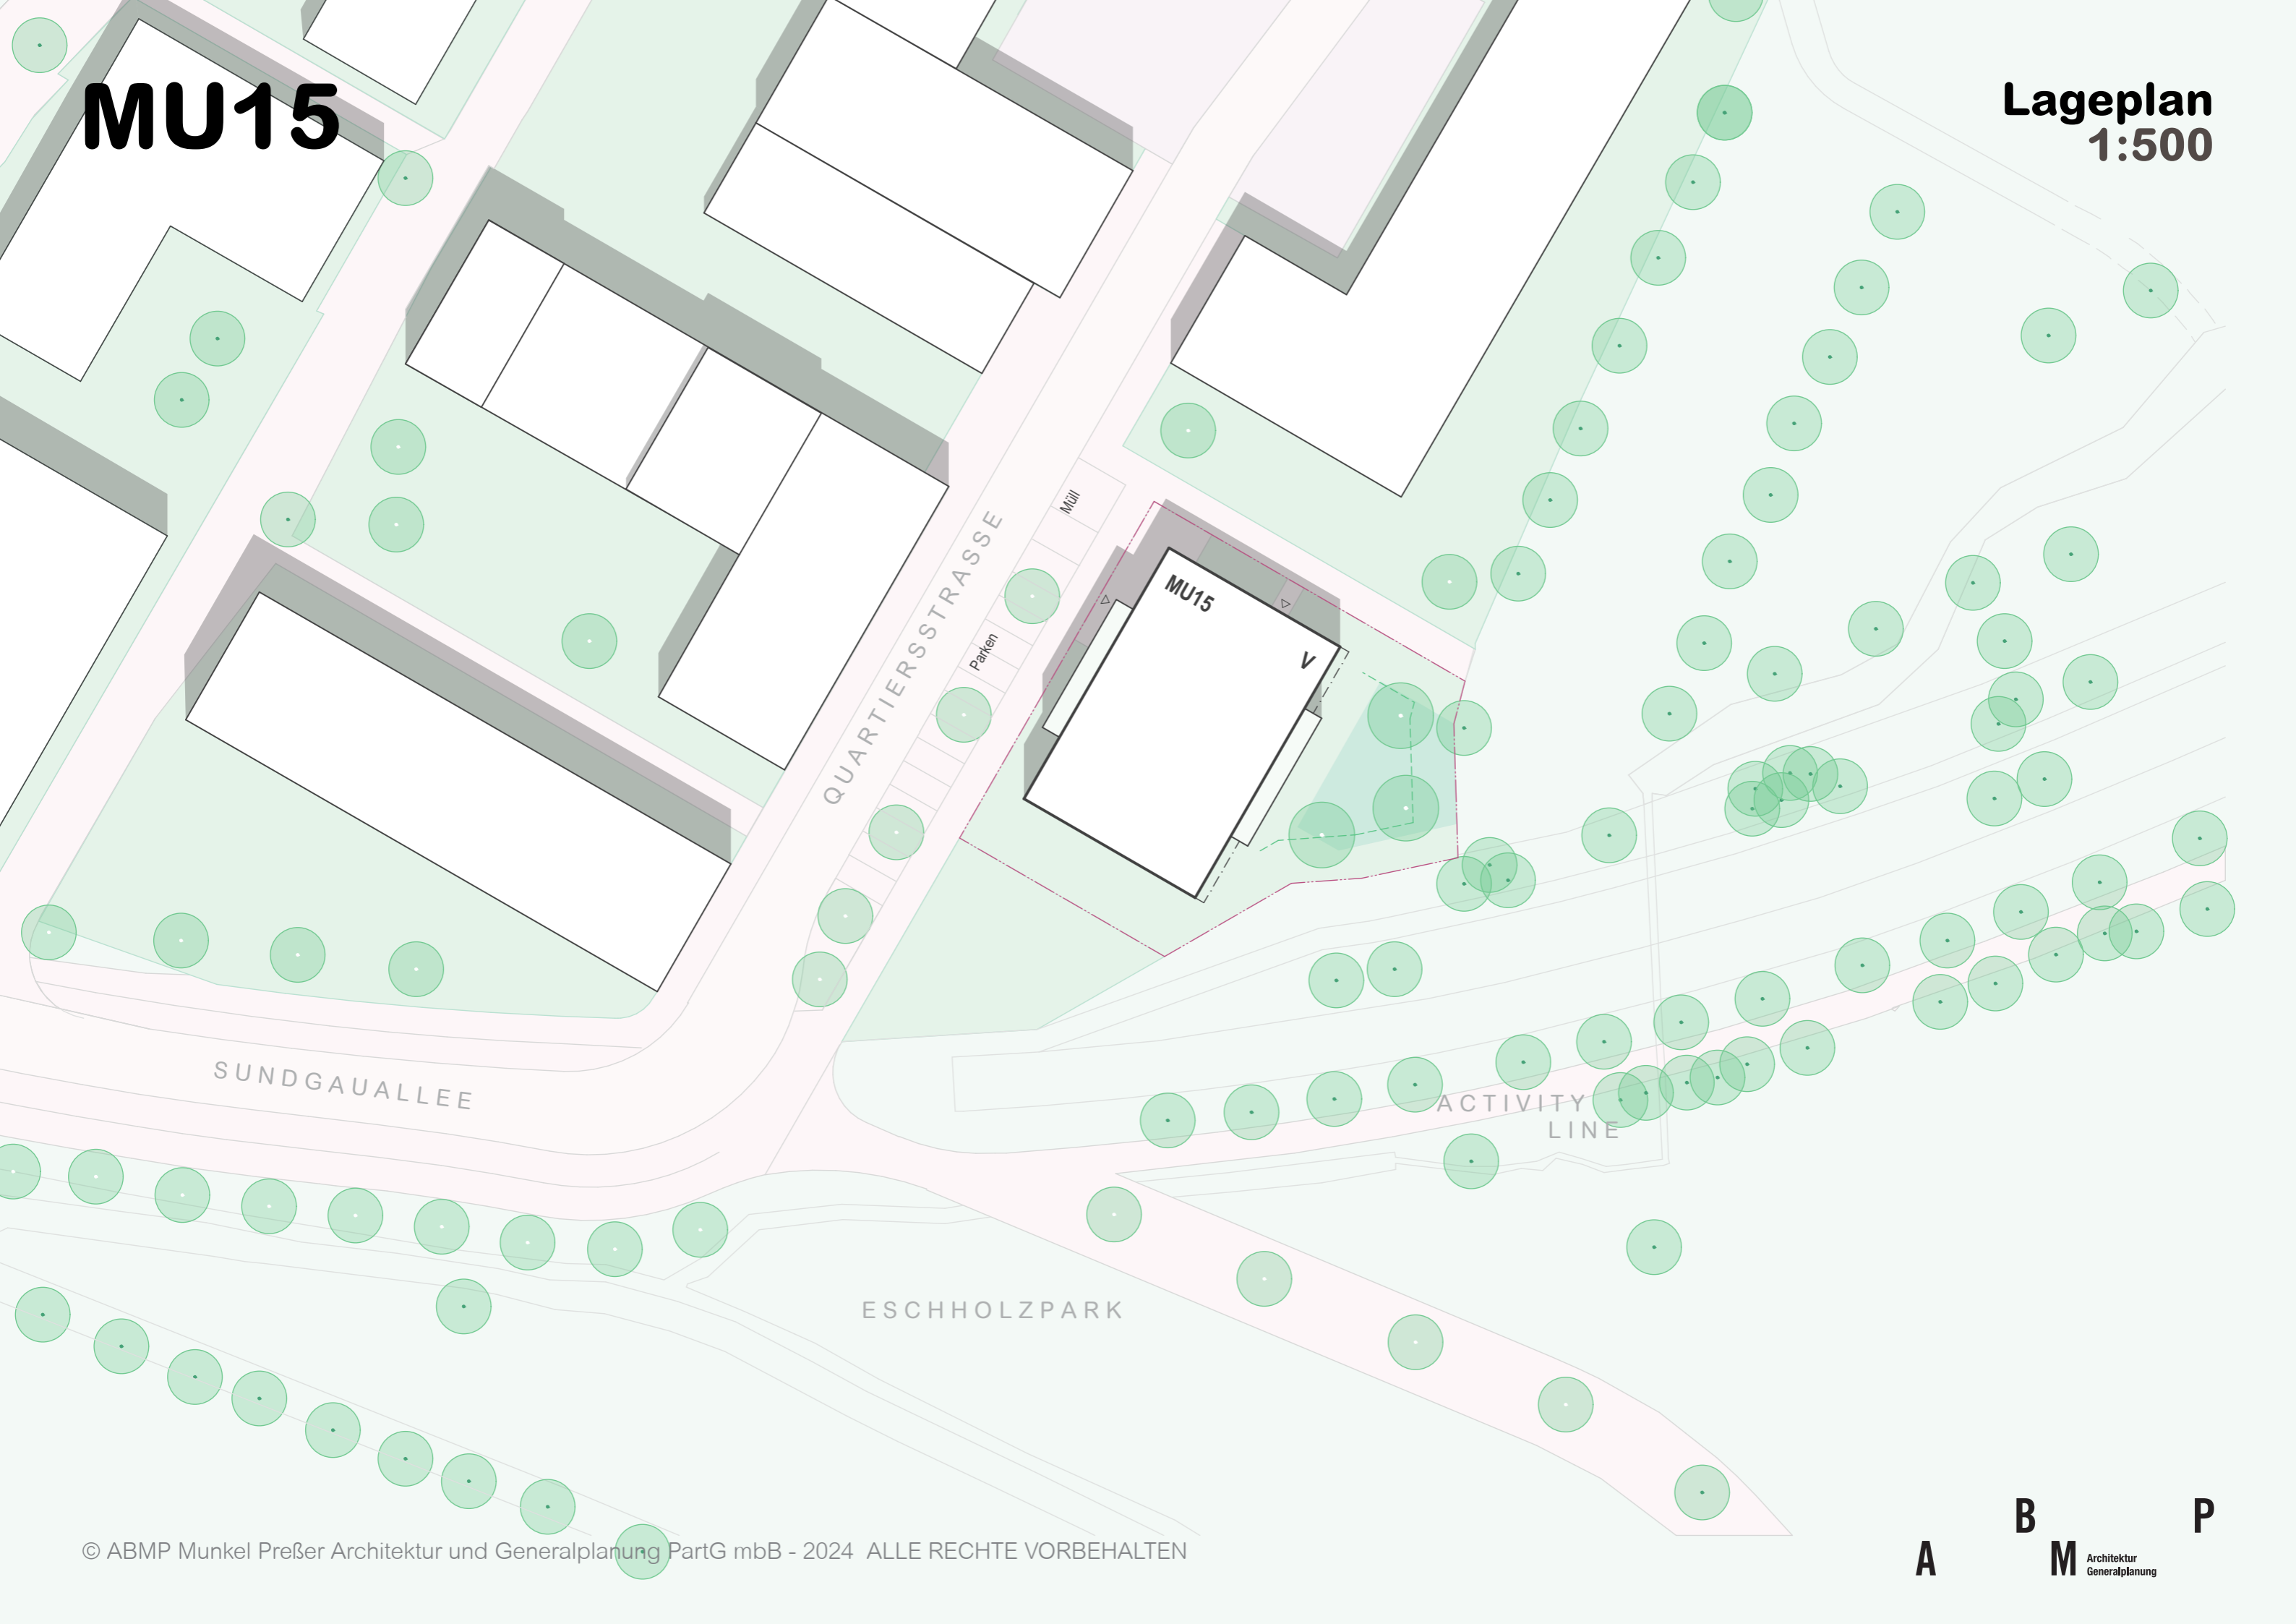 MU15
Lageplan
1:500
Müll
QUARTIERSSTRASSE
Parken
MU15
V
SUNDGAUALLEE
ACTIVITY
LINE
ESCHHOLZPARK
© ABMP Munkel Preßer Architektur und Generalplanung PartG mbB - 2024 ALLE RECHTE VORBEHALTEN
A B M P
Architektur
Generalplanung